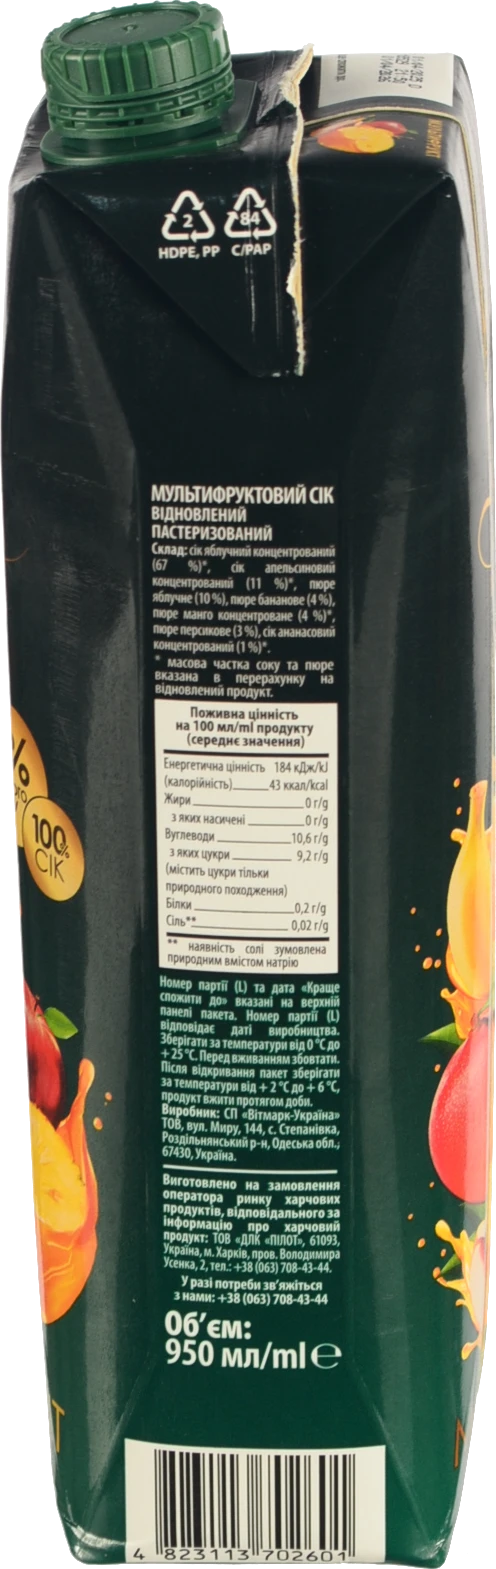 2
84
HDPE, PP C/PAP
МУЛЬТИФРУКТОВИЙ СІК
ВІДНОВЛЕНИЙ
ПАСТЕРИЗОВАНИЙ
Склад: сік яблучний концентрований
(67 %)*, сік апельсиновий
концентрований (11 %)*, пюре
яблучне (10 %), пюре бананове (4 %),
пюре манго концентроване (4 %)*,
пюре персикове (3 %), сік ананасовий
концентрований (1 %)*.
* масова частка соку та пюре
вказана в перерахунку на
відновлений продукт.
Поживна цінність
на 100 мл/ml продукту
(середнє значення)
Енергетична цінність 184 кДж/kJ
(калорійність) 43 ккал/kcal
Жири 0 г/g
з яких насичені 0 г/g
Вуглеводи 10,6 г/g
з яких цукри 9,2 г/g
(містить цукри тільки
природного походження)
Білки 0,2 г/g
Сіль** 0,02 г/g
** наявність солі зумовлена
природним вмістом натрію
Номер партії (L) та дата «Краще
спожити до» вказані на верхній
панелі пакета. Номер партії (L)
відповідає даті виробництва.
Зберігати за температури від 0 °С до
+ 25 °С. Перед вживанням збовтати.
Після відкривання пакет зберігати
за температури від + 2 °С до + 6 °С,
продукт вжити протягом доби.
Виробник: СП «Вітмарк-Україна»
ТОВ, вул. Миру, 144, с. Степанівка,
Роздільнянський р-н, Одеська обл.,
67430, Україна.
Виготовлено на замовлення
оператора ринку харчових
продуктів, відповідального за
інформацію про харчовий
продукт: ТОВ «ДЛК «ПІЛОТ», 61093,
Україна, м. Харків, пров. Володимира
Усенка, 2, тел.: +38 (063) 708-43-44.
У разі потреби зв’яжіться
з нами: +38 (063) 708-43-44
Об’єм:
950 мл/ml ℮
100%
СІК
4 823113 702601